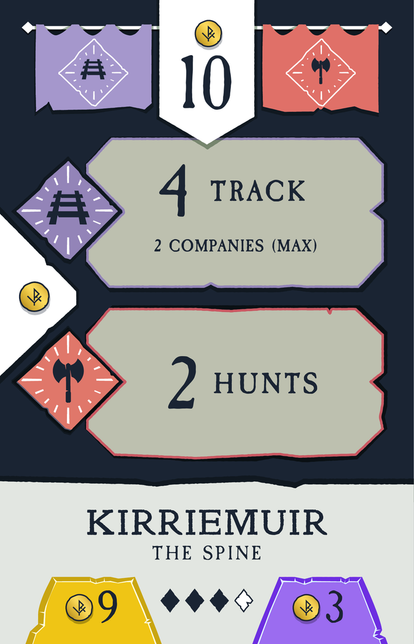 10
4 TRACK
2 COMPANIES (MAX)
2 HUNTS
KIRRIEMUIR
THE SPINE
9 3